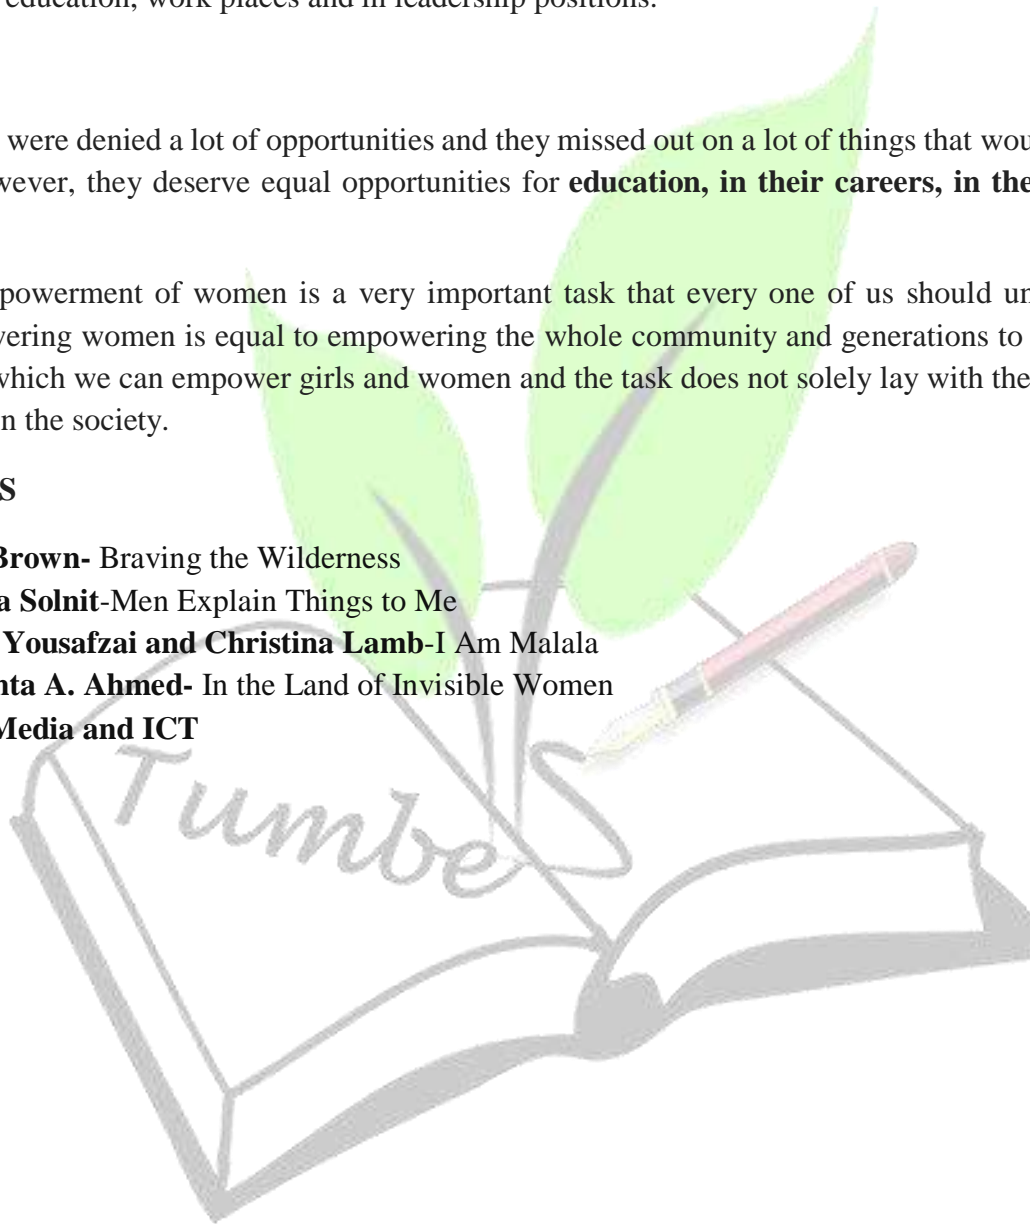 education, work places and in leadership positions.
were denied a lot of opportunities and they missed out on a lot of things that wou
wever, they deserve equal opportunities for education, in their careers, in the
powerment of women is a very important task that every one of us should un
vering women is equal to empowering the whole community and generations to
which we can empower girls and women and the task does not solely lay with the
n the society.
S
Brown- Braving the Wilderness
a Solnit-Men Explain Things to Me
Yousafzai and Christina Lamb-I Am Malala
nta A. Ahmed- In the Land of Invisible Women
Media and ICT
Tumbe